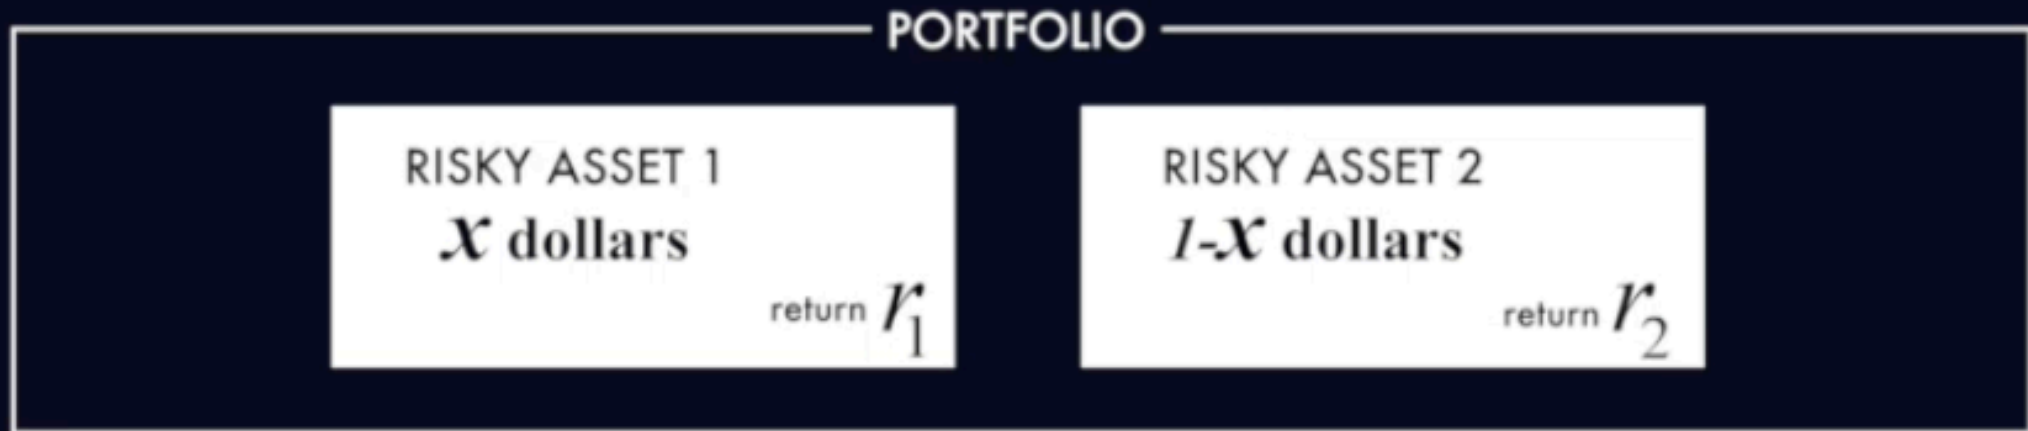 PORTFOLIO
RISKY ASSET 1
x dollars
return r₁
RISKY ASSET 2
1-x dollars
return r₂